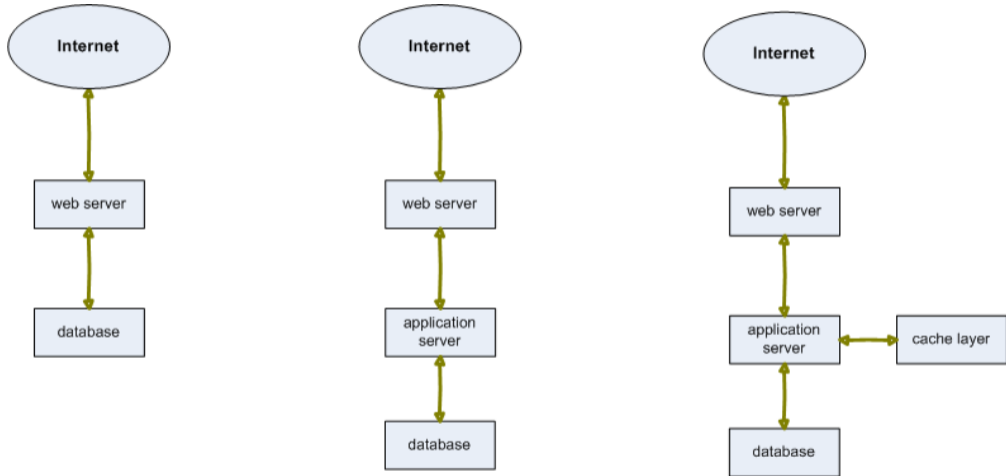 Internet
web server
database
Internet
web server
application
server
database
Internet
web server
application
server
cache layer
database